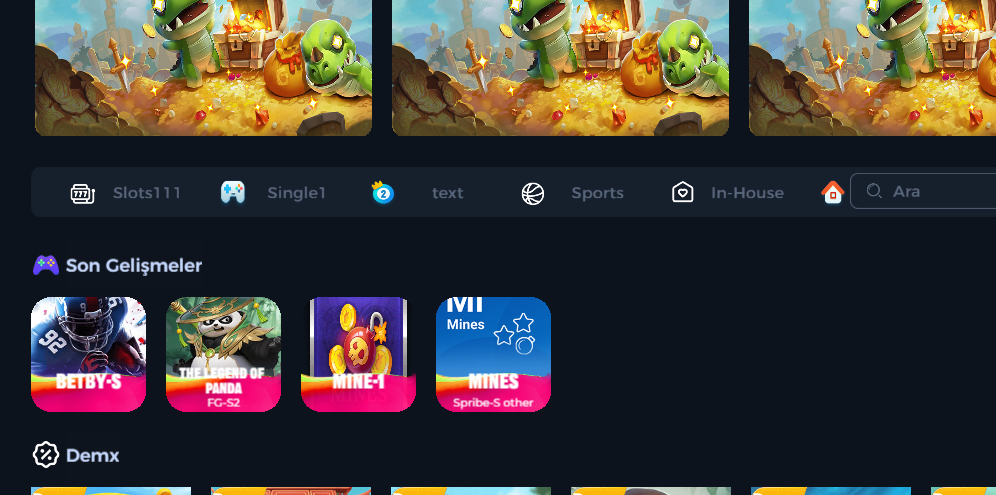 Slots111
Single1
2
text
Sports
In-House
Ara
Son Gelişmeler
92
BETBY-S
THE LEGEND OF
PANDA
FG-S2
MINE-1
Mines
MINES
Spribe-S other
Demx